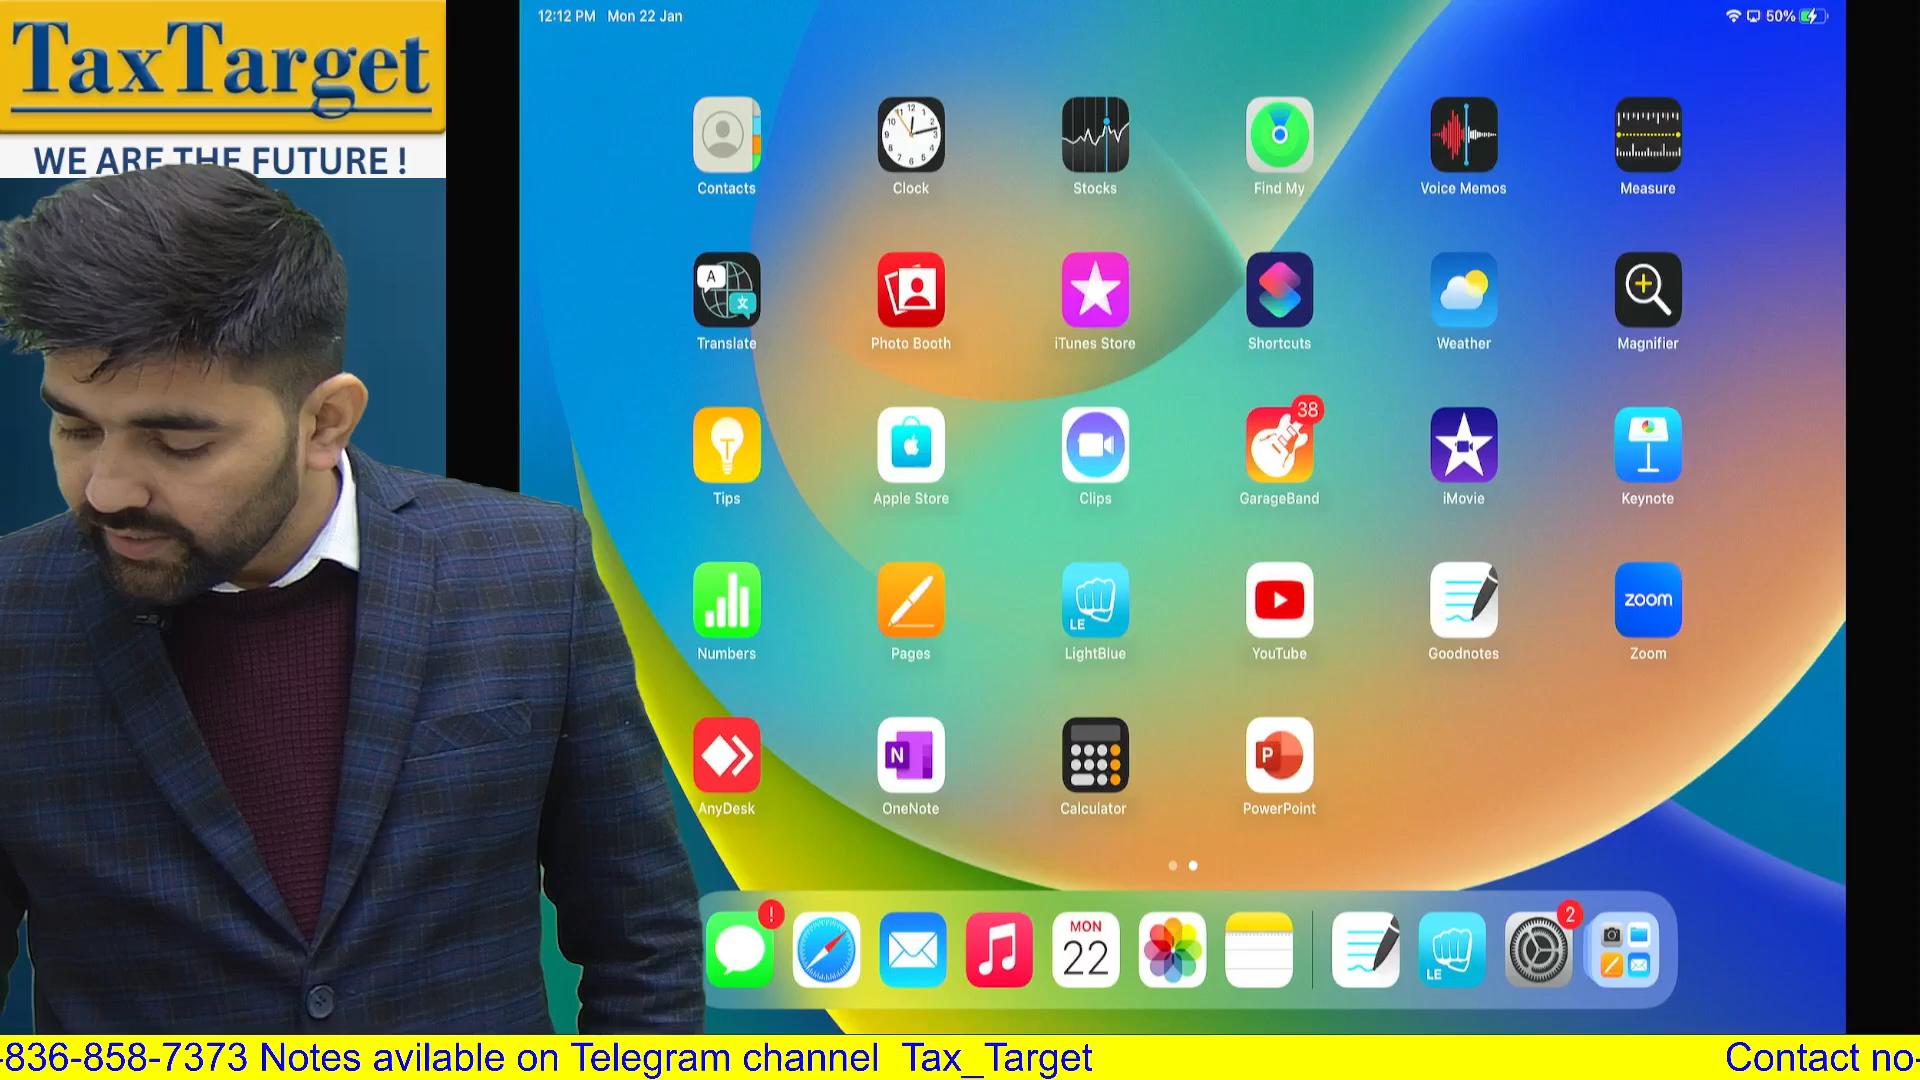 TaxTarget
WE ARE THE FUTURE !
12:12 PM Mon 22 Jan
50%
Contacts
Clock
Stocks
Find My
Voice Memos
Measure
A
文
Translate
Photo Booth
iTunes Store
Shortcuts
Weather
Magnifier
38
Tips
Apple Store
Clips
GarageBand
iMovie
Keynote
LE
zoom
Numbers
Pages
LightBlue
YouTube
Goodnotes
Zoom
N
P
AnyDesk
OneNote
Calculator
PowerPoint
!
2
MON
22
LE
-836-858-7373 Notes avilable on Telegram channel Tax_Target
Contact no-